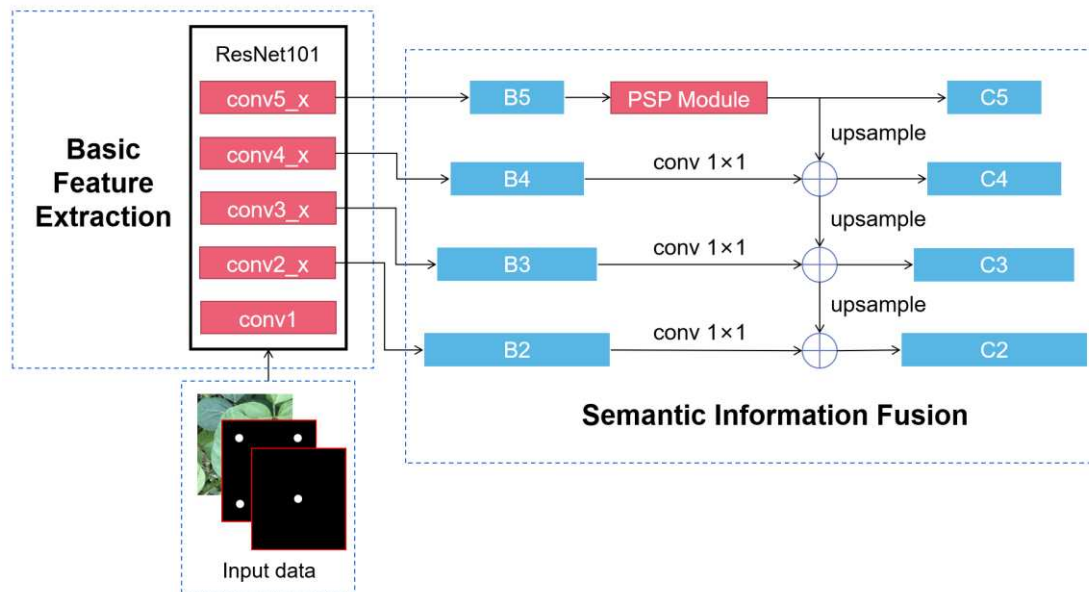 ResNet101
conv5_x
conv4_x
conv3_x
conv2_x
conv1
Basic
Feature
Extraction
Input data
B5
PSP Module
C5
upsample
B4
conv 1×1
C4
upsample
B3
conv 1×1
C3
upsample
B2
conv 1×1
C2
Semantic Information Fusion